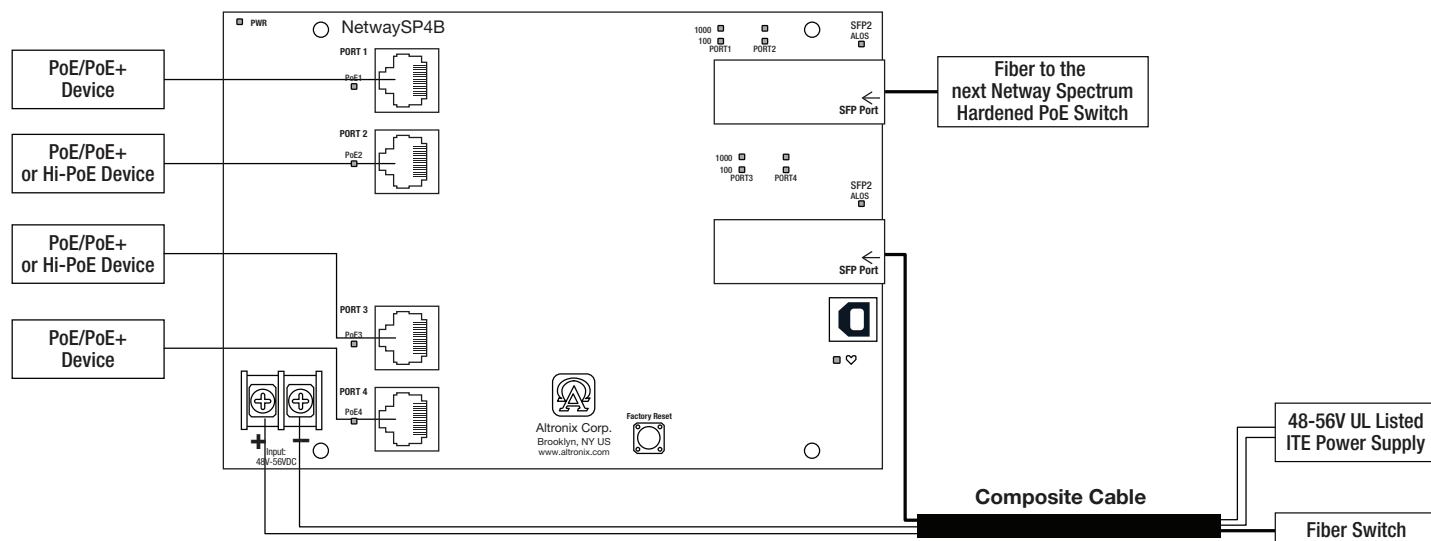 PWR
NetwaySP4B
1000
100
PORT1
PORT2
SFP2
ALOS
PoE/PoE+
Device
PORT 1
PoE1
SFP Port
Fiber to the
next Netway Spectrum
Hardened PoE Switch
PoE/PoE+
or Hi-PoE Device
PORT 2
PoE2
1000
100
PORT3
PORT4
SFP2
ALOS
PoE/PoE+
or Hi-PoE Device
SFP Port
PORT 3
PoE3
PoE/PoE+
Device
PORT 4
PoE4
+
–
Input:
48V-56VDC
Altronix Corp.
Brooklyn, NY US
www.altronix.com
Factory Reset
48-56V UL Listed
ITE Power Supply
Composite Cable
Fiber Switch